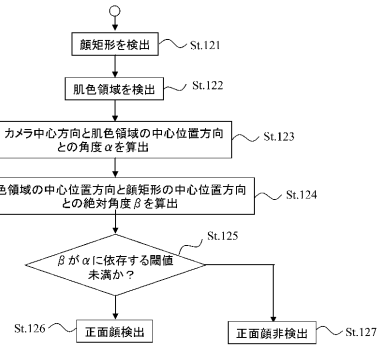 顔矩形を検出
St.121
肌色領域を検出
St.122
カメラ中心方向と肌色領域の中心位置方向
との角度αを算出
St.123
色領域の中心位置方向と顔矩形の中心位置方向
との絶対角度βを算出
St.124
St.125
βがαに依存する閾値
未満か？
St.126
正面顔検出
正面顔非検出
St.127